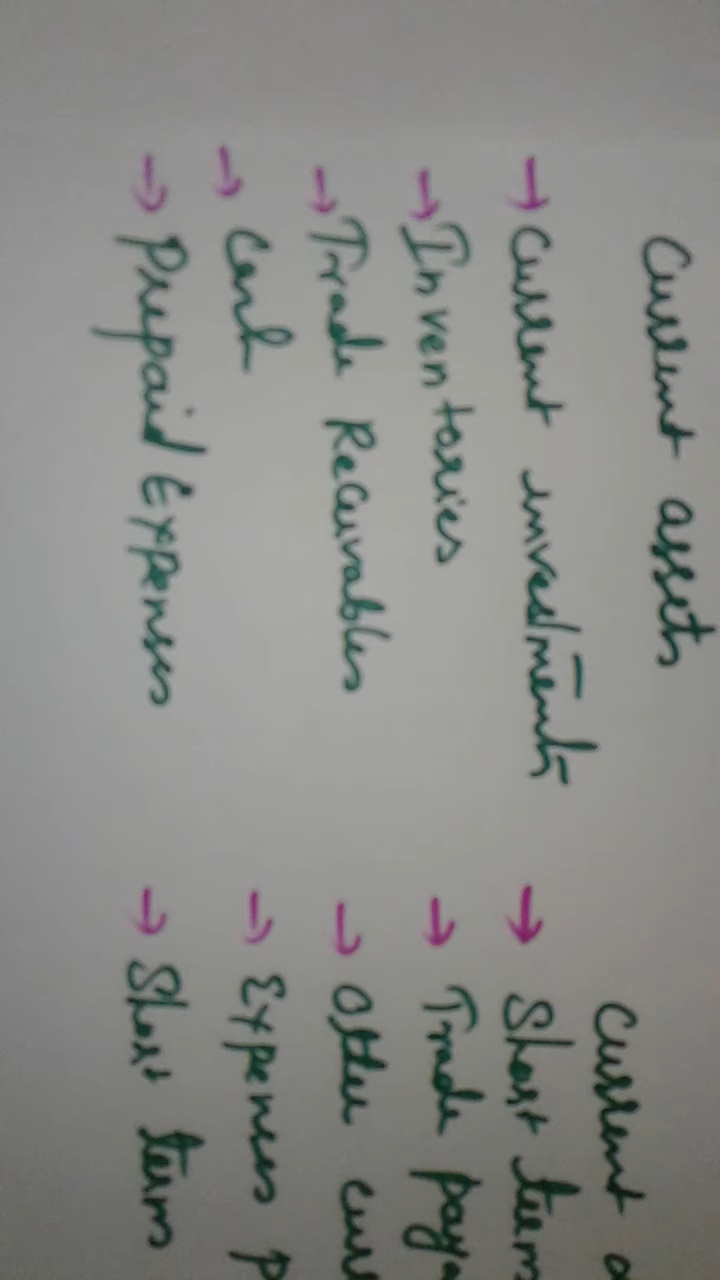 Current assets
→ Current investments
→ Inventories
→ Trade Receivables
→ Cash
→ Prepaid Expenses
Current
→ Short term
→ Trade
→ Other
→ Expenses
→ Short term